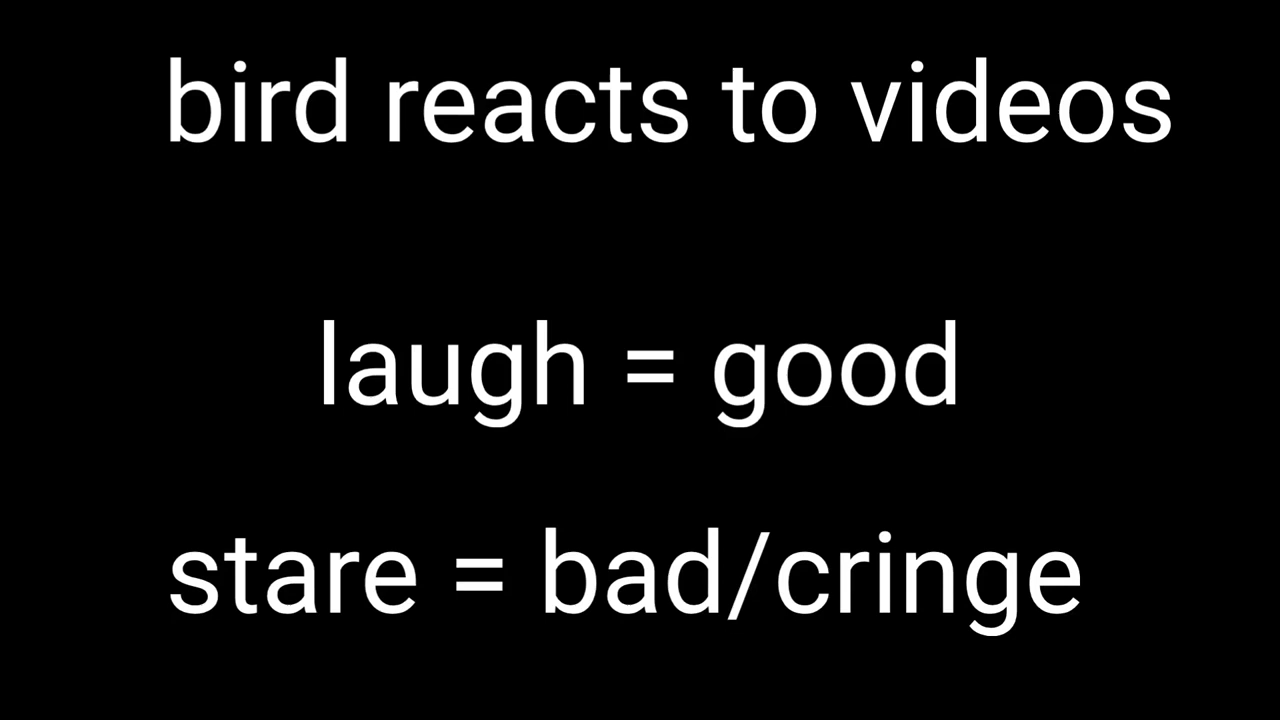 bird reacts to videos
laugh = good
stare = bad/cringe